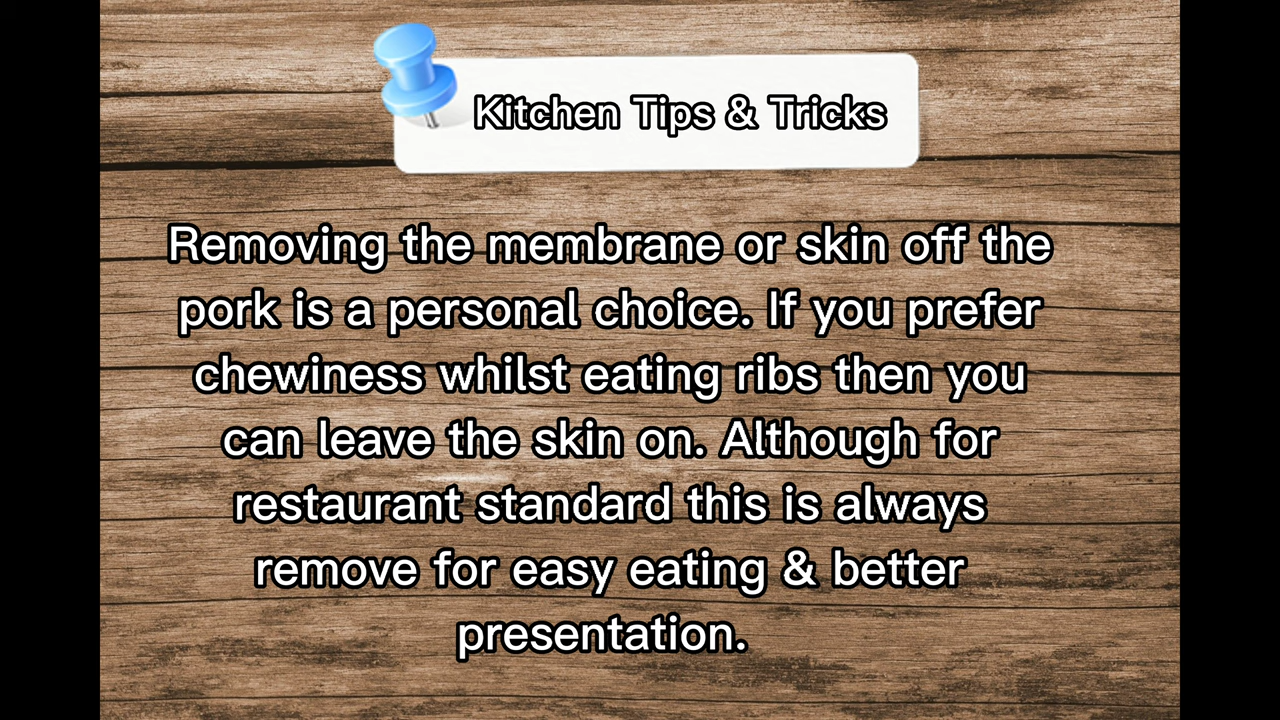 Kitchen Tips & Tricks
Removing the membrane or skin off the
pork is a personal choice. If you prefer
chewiness whilst eating ribs then you
can leave the skin on. Although for
restaurant standard this is always
remove for easy eating & better
presentation.